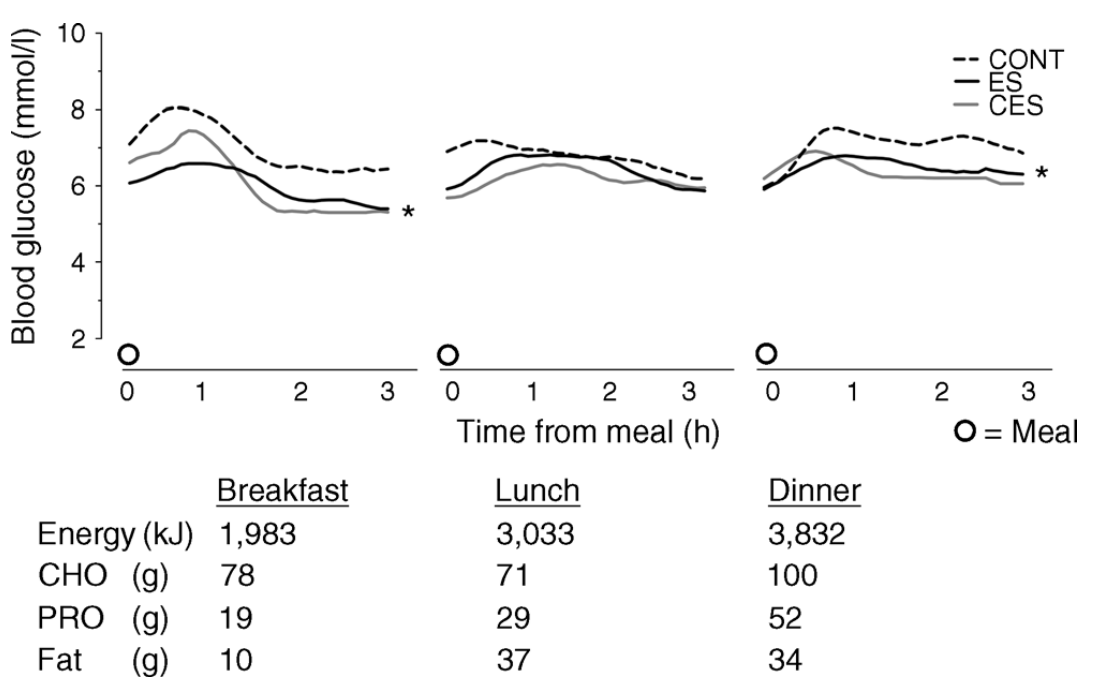 Blood glucose (mmol/l)
10
8
6
4
2
CONT
ES
CES
*
*
0 1 2 3
0 1 2 3
0 1 2 3
Time from meal (h)
O = Meal
Breakfast Lunch Dinner
Energy (kJ) 1,983 3,033 3,832
CHO (g) 78 71 100
PRO (g) 19 29 52
Fat (g) 10 37 34